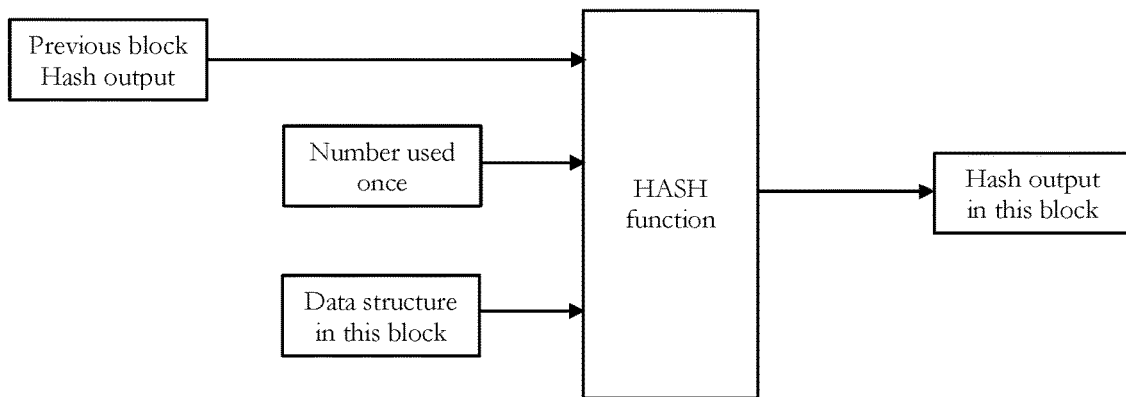 Previous block
Hash output
Number used
once
Data structure
in this block
HASH
function
Hash output
in this block